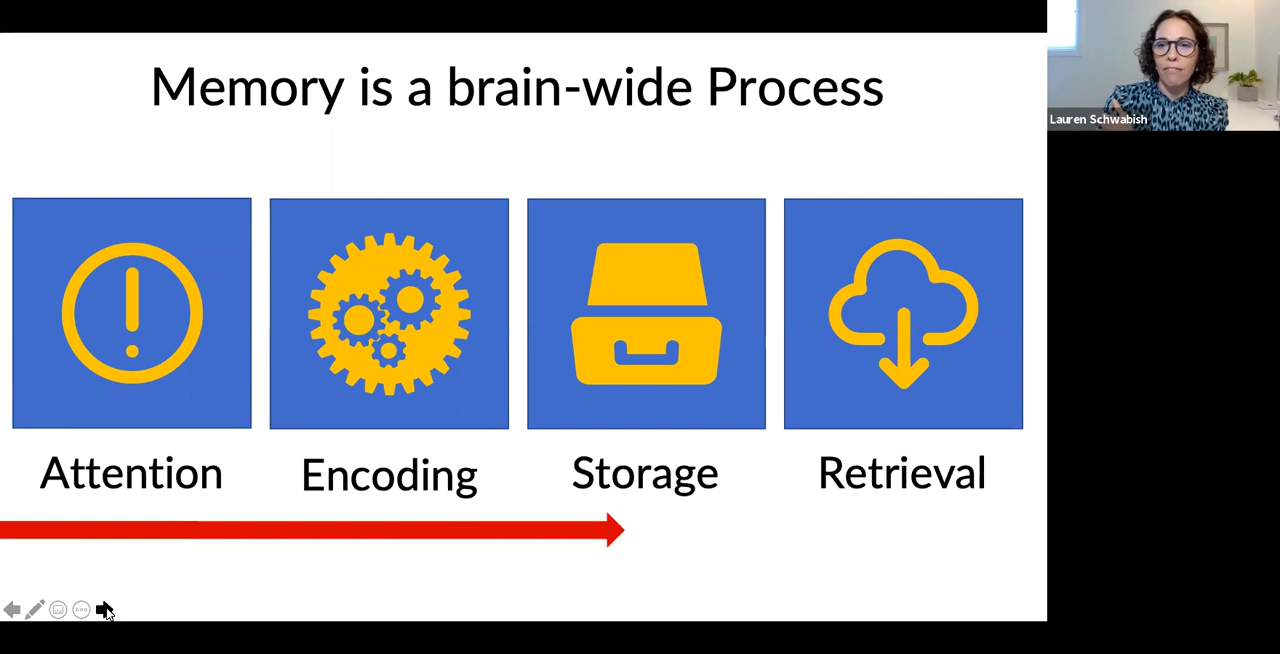 Memory is a brain-wide Process
Lauren Schwabish
Attention
Encoding
Storage
Retrieval